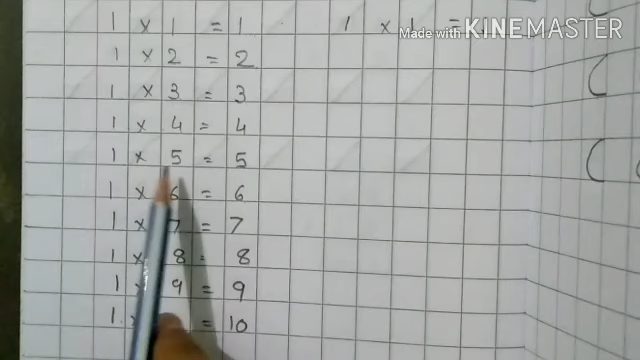 1 × 1 = 1 1 × 1 =
Made with KINEMASTER
1 × 2 = 2
1 × 3 = 3
1 × 4 = 4
1 × 5 = 5
1 × 6 = 6
1 × 7 = 7
1 × 8 = 8
1 × 9 = 9
1 × = 10